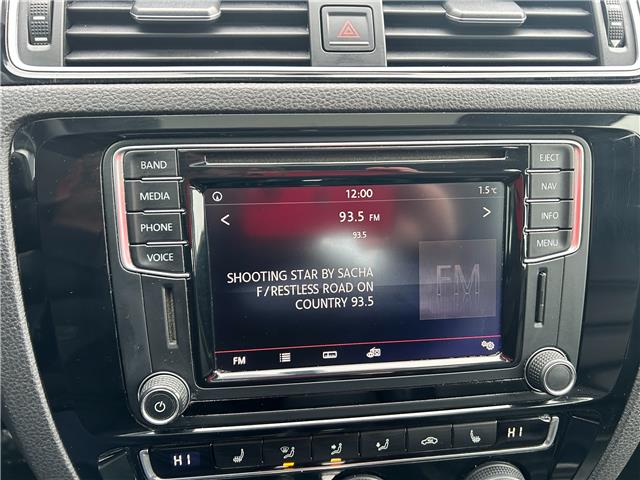 BAND
MEDIA
PHONE
VOICE
EJECT
NAV
INFO
MENU
12:00
1.5°C
< 93.5 FM >
93.5
SHOOTING STAR BY SACHA
F/RESTLESS ROAD ON
COUNTRY 93.5
FM
FM
HI
HI